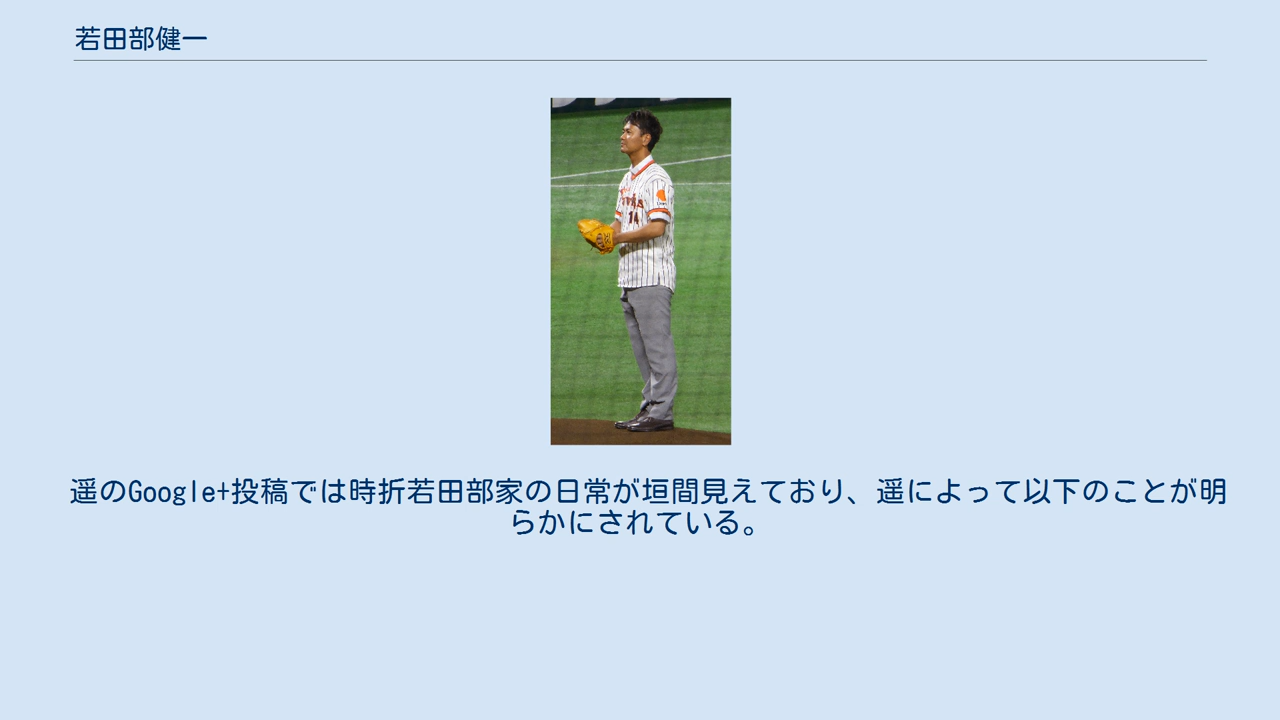 若田部健一
14
遥のGoogle+投稿では時折若田部家の日常が垣間見えており、遥によって以下のことが明
らかにされている。